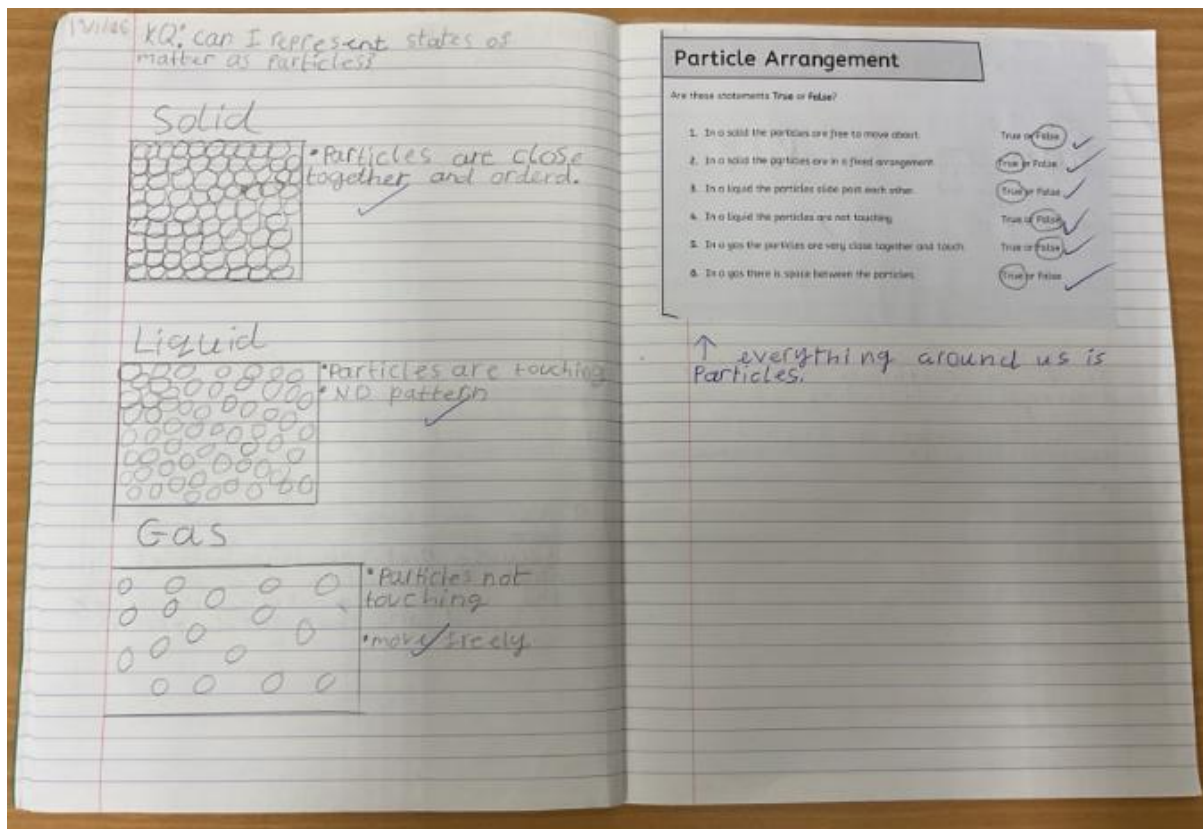 KQ: can I represent states of
matter as particless?
Solid
• Particles are close
together and orderd.
Liquid
• Particles are touching
• NO pattern
Gas
• Particles not
touching
• move freely
Particle Arrangement
Are these statements True or False?
1. In a solid the particles are free to move about. True or False
2. In a solid the particles are in a fixed arrangement. True or False
3. In a liquid the particles slide past each other. True or False
4. In a liquid the particles are not touching. True or False
5. In a gas the particles are very close together and touch. True or False
6. In a gas there is space between the particles. True or False
↑ everything around us is
Particles.